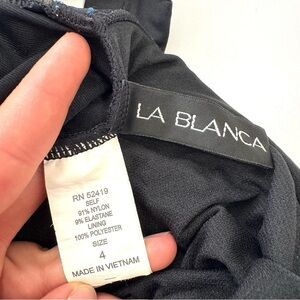 LA BLANCA
RN 52419
SELF
91% NYLON
9% ELASTANE
LINING
100% POLYESTER
SIZE
4
MADE IN VIETNAM